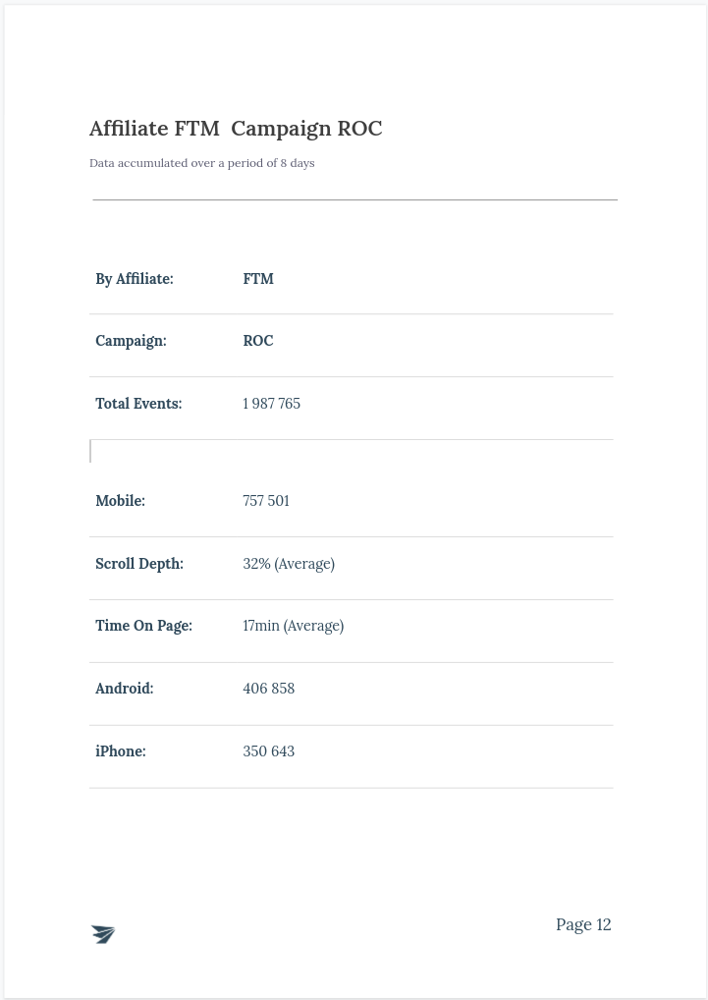 Affiliate FTM  Campaign ROC
Data accumulated over a period of 8 days
By Affiliate: FTM
Campaign: ROC
Total Events: 1 987 765
Mobile: 757 501
Scroll Depth: 32% (Average)
Time On Page: 17min (Average)
Android: 406 858
iPhone: 350 643
Page 12